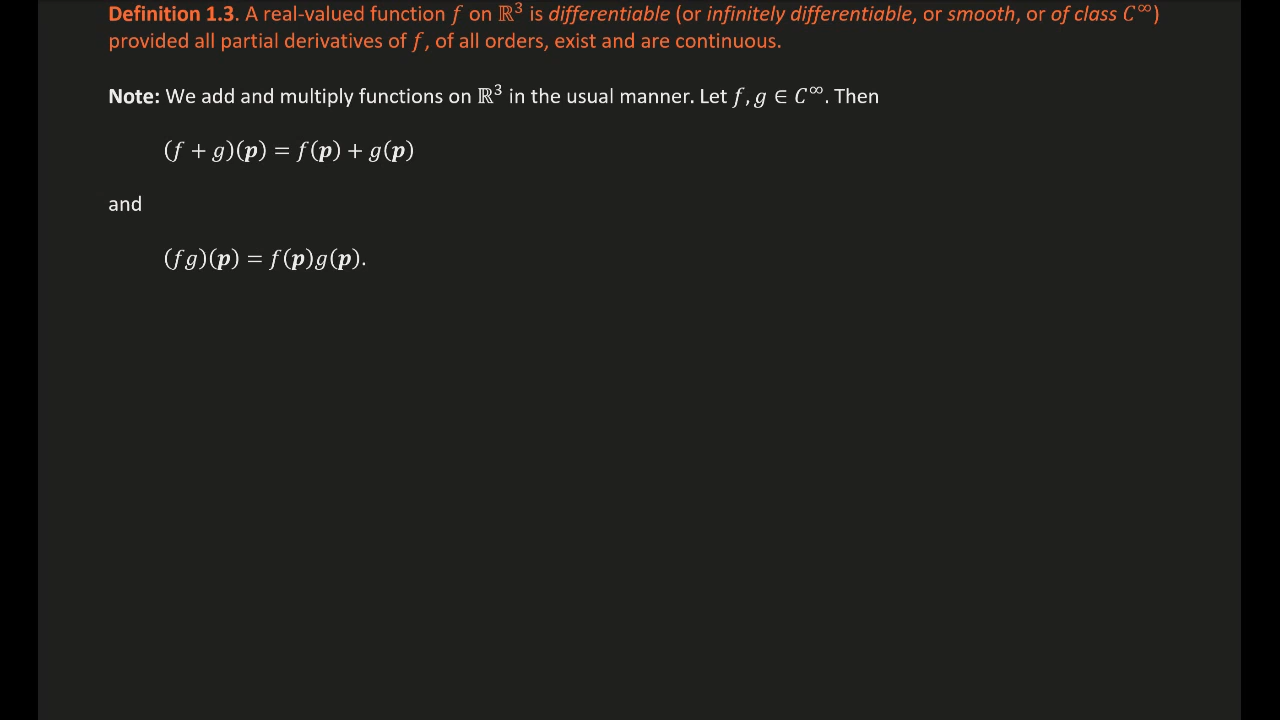 Definition 1.3. A real-valued function f on ℝ³ is differentiable (or infinitely differentiable, or smooth, or of class C∞)
provided all partial derivatives of f, of all orders, exist and are continuous.
Note: We add and multiply functions on ℝ³ in the usual manner. Let f, g ∈ C∞. Then
(f + g)(p) = f(p) + g(p)
and
(fg)(p) = f(p)g(p).